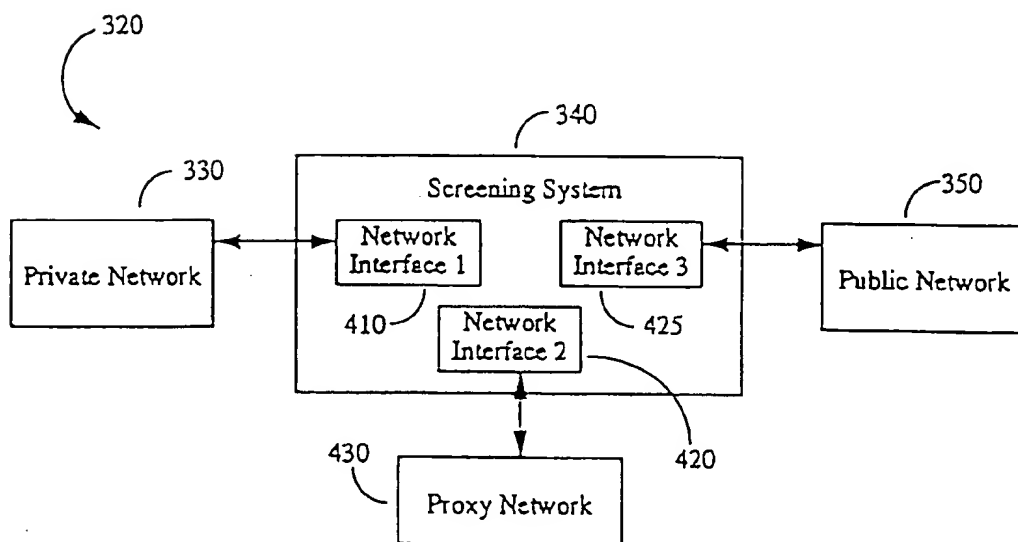 320
340
330
350
Screening System
Private Network
Network
Interface 1
Network
Interface 3
Public Network
410
Network
Interface 2
425
430
420
Proxy Network